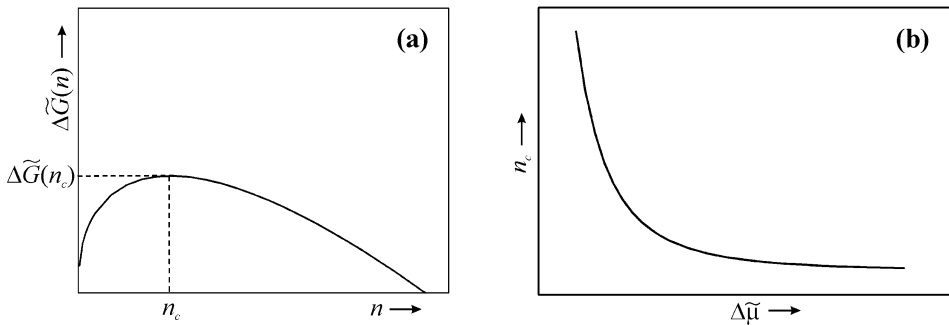 (a)
ΔG̃(n) →
ΔG̃(n_c)
n_c
n →
(b)
n_c →
Δμ̃ →